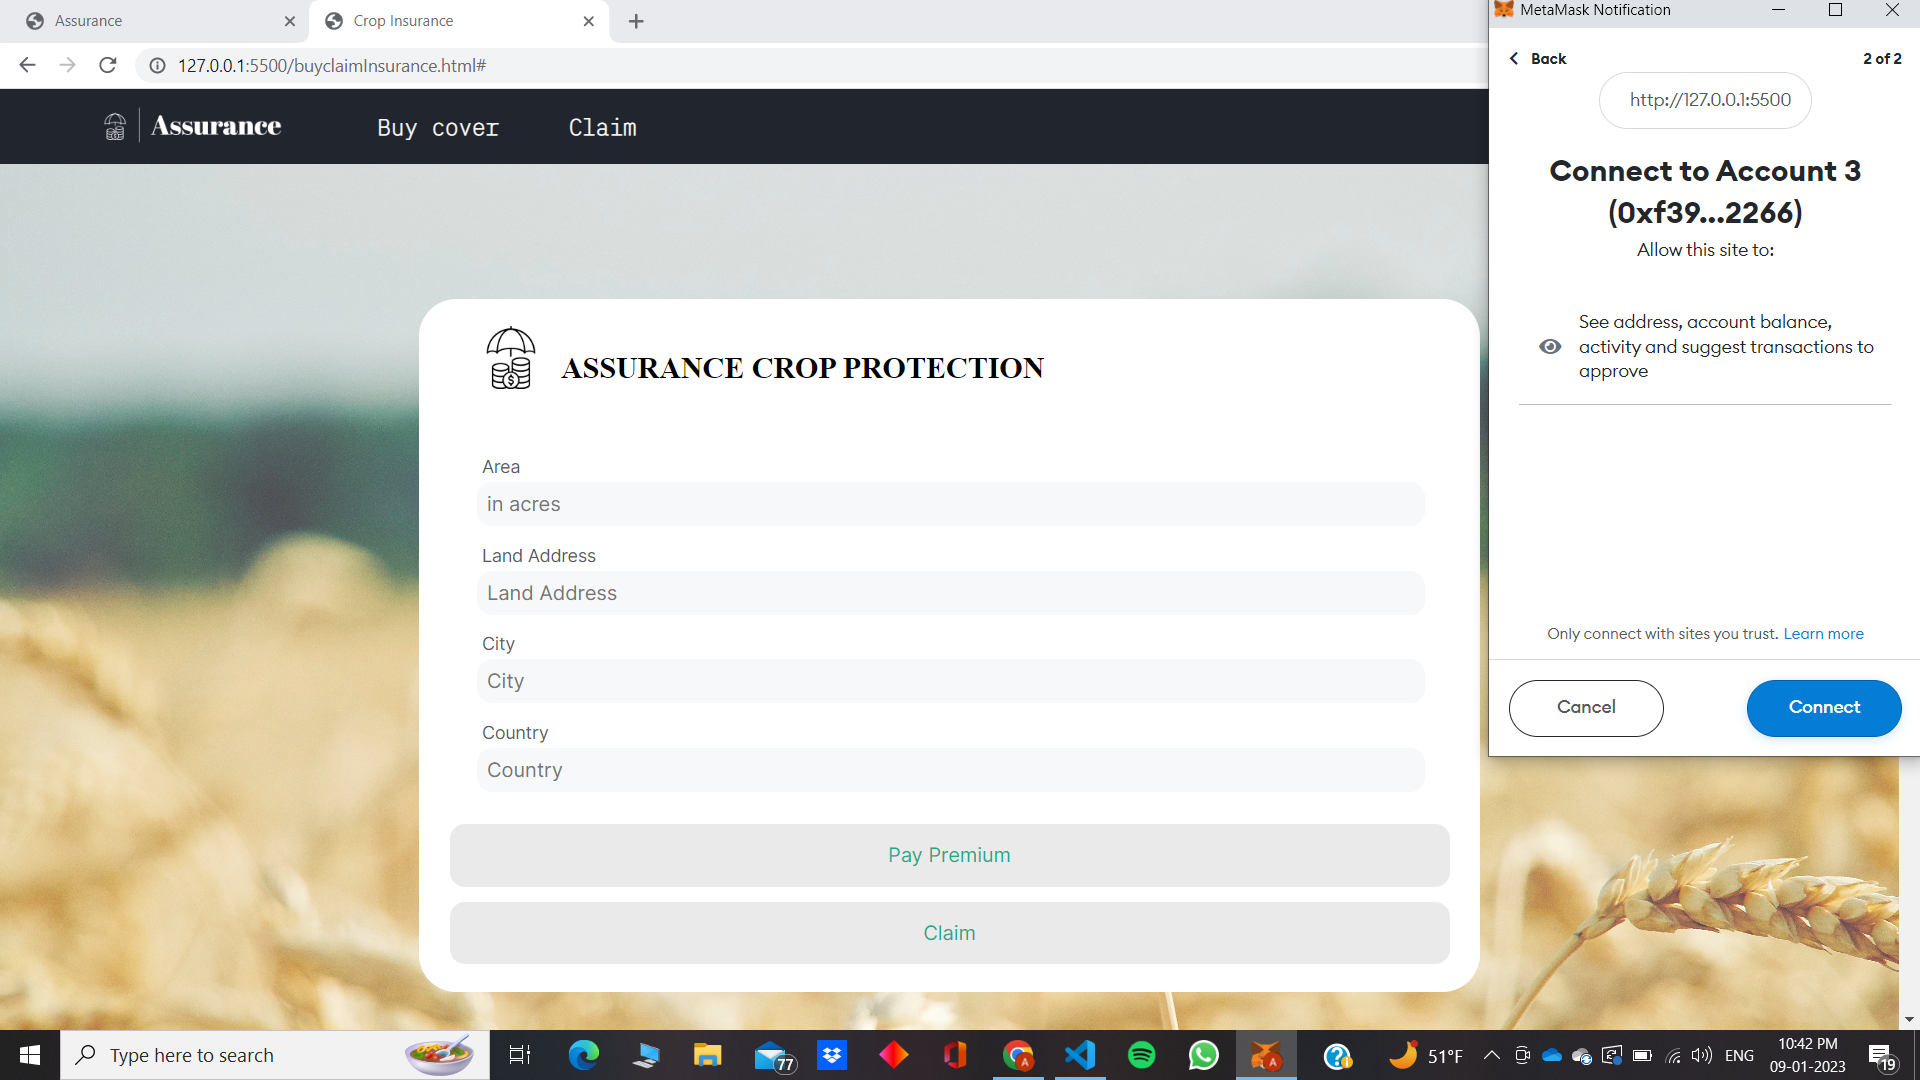 Assurance
Crop Insurance
127.0.0.1:5500/buyclaimInsurance.html#
Assurance
Buy cover
Claim
ASSURANCE CROP PROTECTION
Area
in acres
Land Address
Land Address
City
City
Country
Country
Pay Premium
Claim
MetaMask Notification
Back
2 of 2
http://127.0.0.1:5500
Connect to Account 3
(0xf39...2266)
Allow this site to:
See address, account balance,
activity and suggest transactions to
approve
Only connect with sites you trust. Learn more
Cancel
Connect
Type here to search
77
A
A
51°F
ENG
10:42 PM
09-01-2023
19